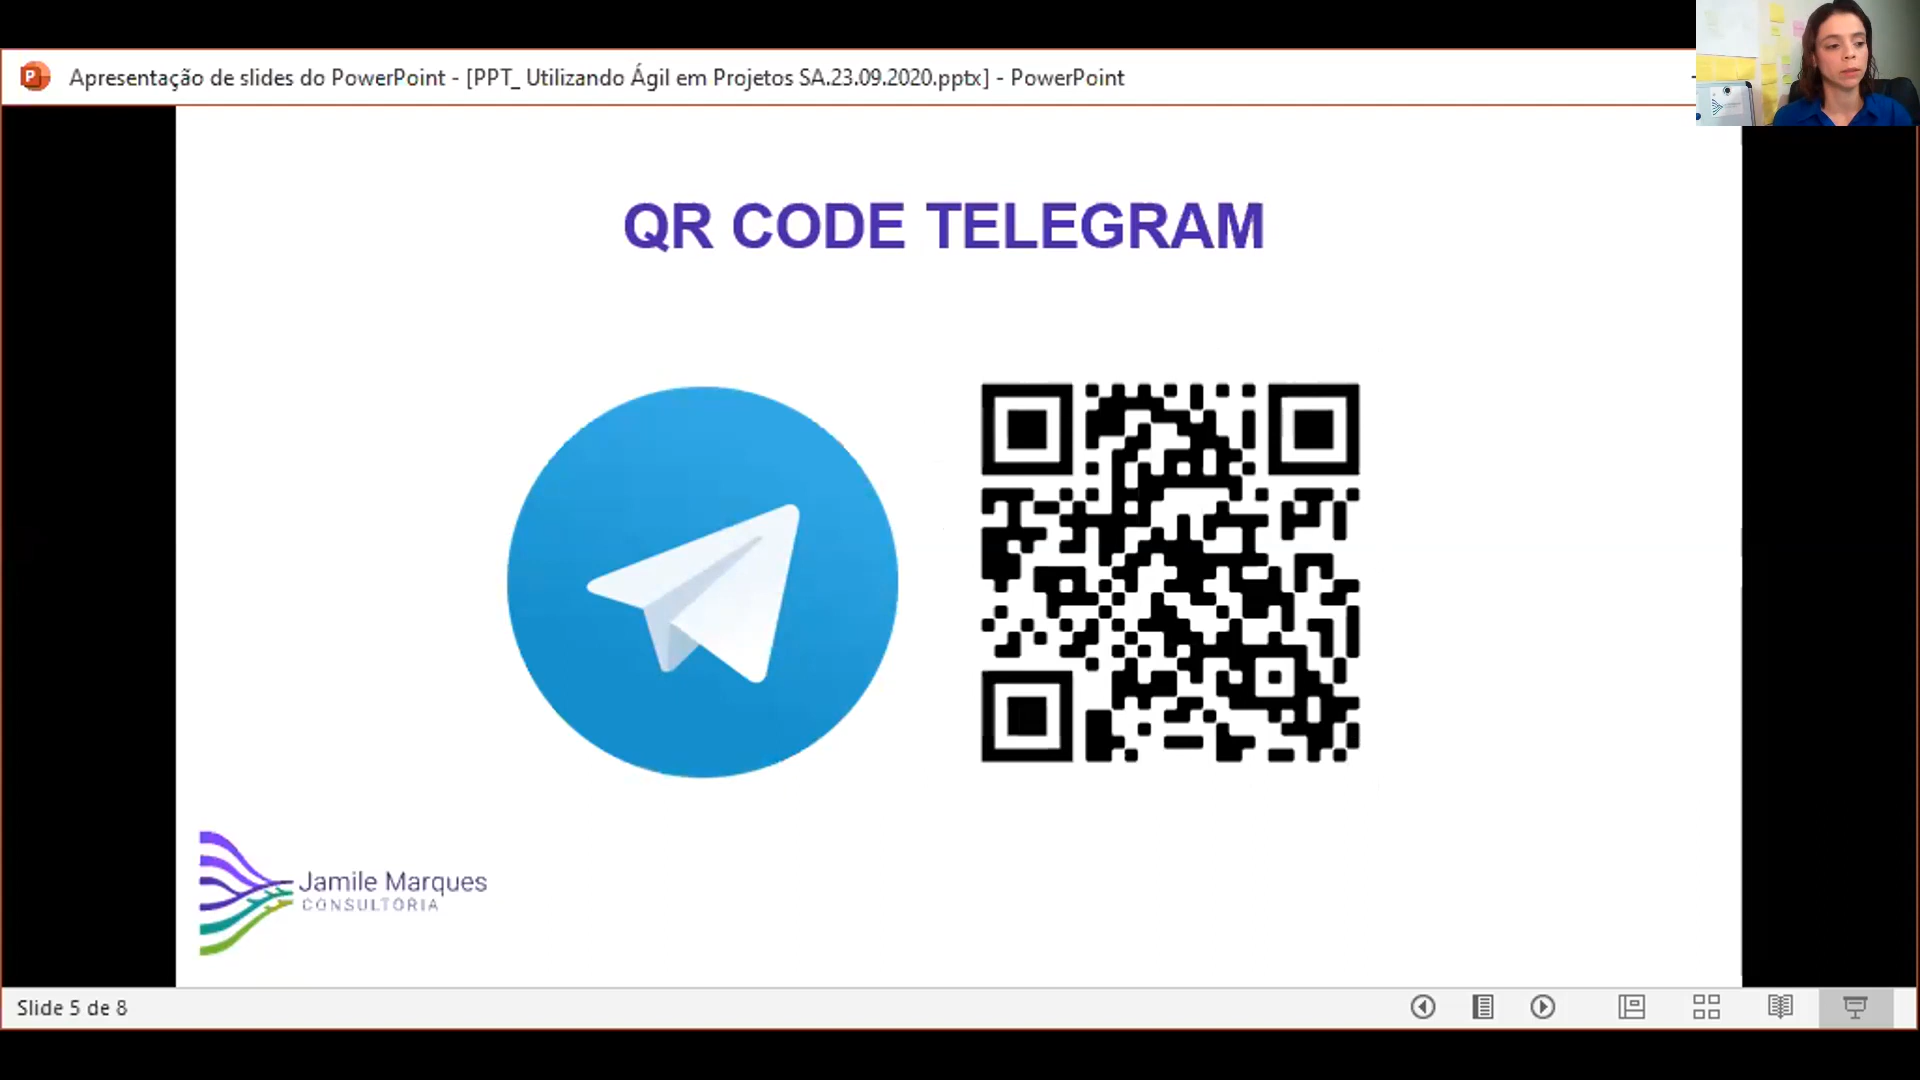 Apresentação de slides do PowerPoint - [PPT_ Utilizando Ágil em Projetos SA.23.09.2020.pptx] - PowerPoint
QR CODE TELEGRAM
Jamile Marques
CONSULTORIA
Slide 5 de 8